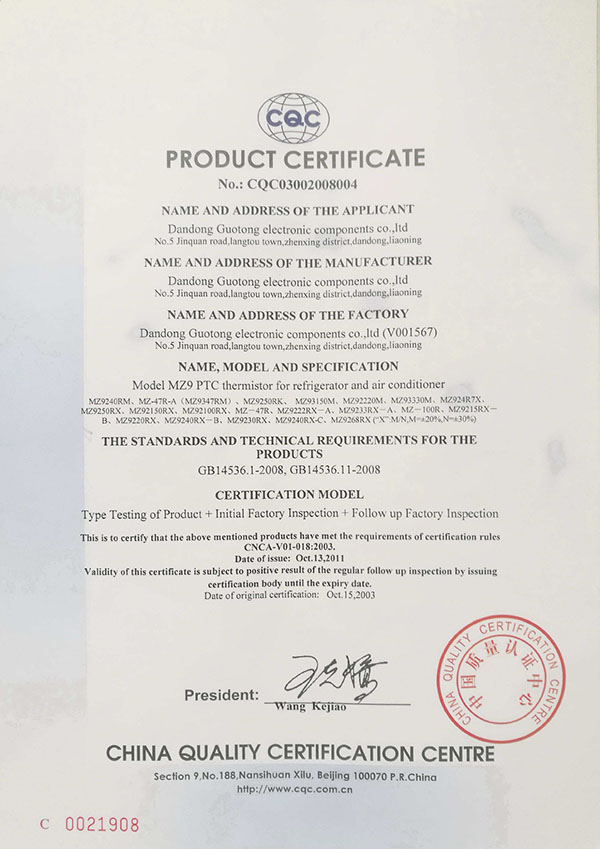 CQC
PRODUCT CERTIFICATE
No.: CQC03002008004
NAME AND ADDRESS OF THE APPLICANT
Dandong Guotong electronic components co.,ltd
No.5 Jinquan road,langtou town,zhenxing district,dandong,liaoning
NAME AND ADDRESS OF THE MANUFACTURER
Dandong Guotong electronic components co.,ltd
No.5 Jinquan road,langtou town,zhenxing district,dandong,liaoning
NAME AND ADDRESS OF THE FACTORY
Dandong Guotong electronic components co.,ltd (V001567)
No.5 Jinquan road,langtou town,zhenxing district,dandong,liaoning
NAME, MODEL AND SPECIFICATION
Model MZ9 PTC thermistor for refrigerator and air conditioner
MZ9240RM、MZ-47R-A（MZ9347RM）、MZ9250RK、 MZ93150M、MZ92220M、MZ93330M、MZ924R7X、
MZ9250RX、MZ92150RX、MZ92100RX、MZ－47R、MZ9222RX－A、MZ9233RX－A、MZ－100R、MZ9215RX－
B、MZ9220RX、MZ9240RX－B、MZ9230RX、MZ9240RX-C、MZ9268RX ("X" M/N,M=±20%,N=±30%)
THE STANDARDS AND TECHNICAL REQUIREMENTS FOR THE
PRODUCTS
GB14536.1-2008, GB14536.11-2008
CERTIFICATION MODEL
Type Testing of Product + Initial Factory Inspection + Follow up Factory Inspection
This is to certify that the above mentioned products have met the requirements of certification rules
CNCA-V01-018:2003.
Date of issue: Oct.13,2011
Validity of this certificate is subject to positive result of the regular follow up inspection by issuing
certification body until the expiry date.
Date of original certification: Oct.15,2003
President:
Wang Kejiao
CHINA QUALITY CERTIFICATION CENTRE
中国质量认证中心
CHINA QUALITY CERTIFICATION CENTRE
Section 9,No.188,Nansihuan Xilu, Beijing 100070 P.R.China
http://www.cqc.com.cn
C 0021908